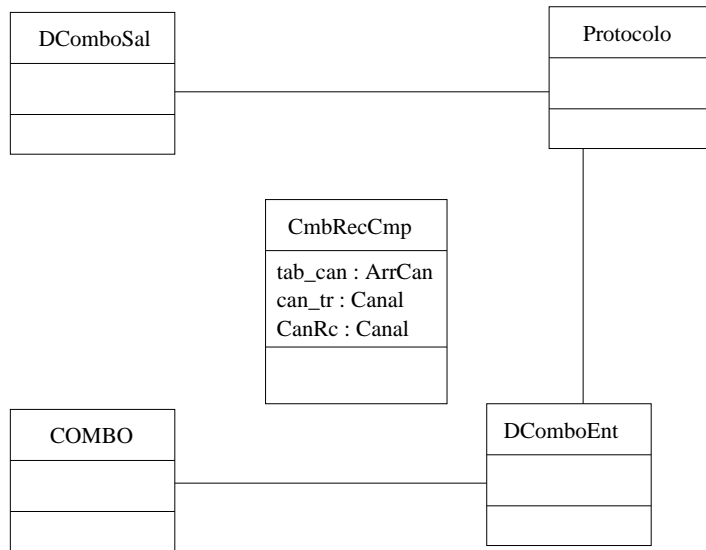 DComboSal
Protocolo
CmbRecCmp
tab_can : ArrCan
can_tr : Canal
CanRc : Canal
COMBO
DComboEnt